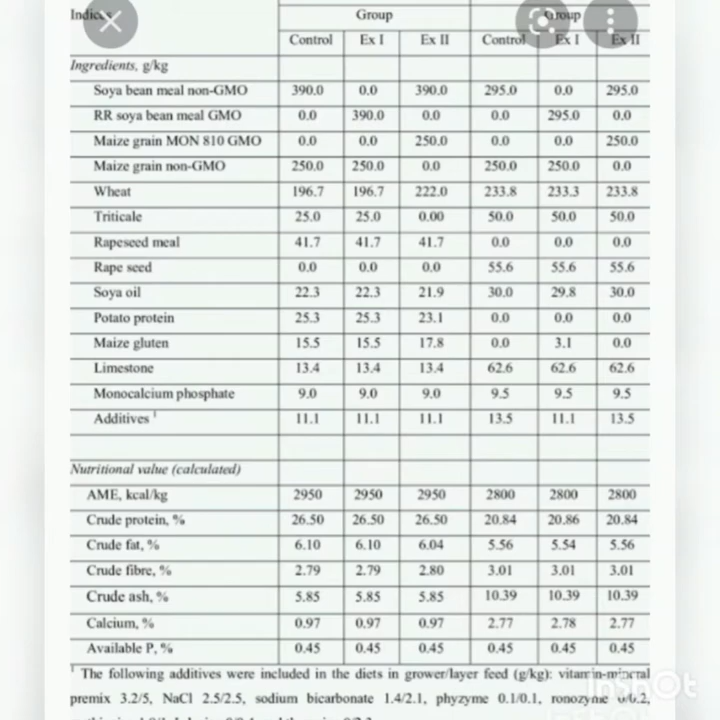 Indices Group Group
Control Ex I Ex II Control Ex I Ex II
Ingredients, g/kg
Soya bean meal non-GMO 390.0 0.0 390.0 295.0 0.0 295.0
RR soya bean meal GMO 0.0 390.0 0.0 0.0 295.0 0.0
Maize grain MON 810 GMO 0.0 0.0 250.0 0.0 0.0 250.0
Maize grain non-GMO 250.0 250.0 0.0 250.0 250.0 0.0
Wheat 196.7 196.7 222.0 233.8 233.3 233.8
Triticale 25.0 25.0 0.00 50.0 50.0 50.0
Rapeseed meal 41.7 41.7 41.7 0.0 0.0 0.0
Rape seed 0.0 0.0 0.0 55.6 55.6 55.6
Soya oil 22.3 22.3 21.9 30.0 29.8 30.0
Potato protein 25.3 25.3 23.1 0.0 0.0 0.0
Maize gluten 15.5 15.5 17.8 0.0 3.1 0.0
Limestone 13.4 13.4 13.4 62.6 62.6 62.6
Monocalcium phosphate 9.0 9.0 9.0 9.5 9.5 9.5
Additives ¹ 11.1 11.1 11.1 13.5 11.1 13.5
Nutritional value (calculated)
AME, kcal/kg 2950 2950 2950 2800 2800 2800
Crude protein, % 26.50 26.50 26.50 20.84 20.86 20.84
Crude fat, % 6.10 6.10 6.04 5.56 5.54 5.56
Crude fibre, % 2.79 2.79 2.80 3.01 3.01 3.01
Crude ash, % 5.85 5.85 5.85 10.39 10.39 10.39
Calcium, % 0.97 0.97 0.97 2.77 2.78 2.77
Available P, % 0.45 0.45 0.45 0.45 0.45 0.45
¹ The following additives were included in the diets in grower/layer feed (g/kg): vitamin-mineral
premix 3.2/5, NaCl 2.5/2.5, sodium bicarbonate 1.4/2.1, phyzyme 0.1/0.1, ronozyme 0/0.2,
InShOt